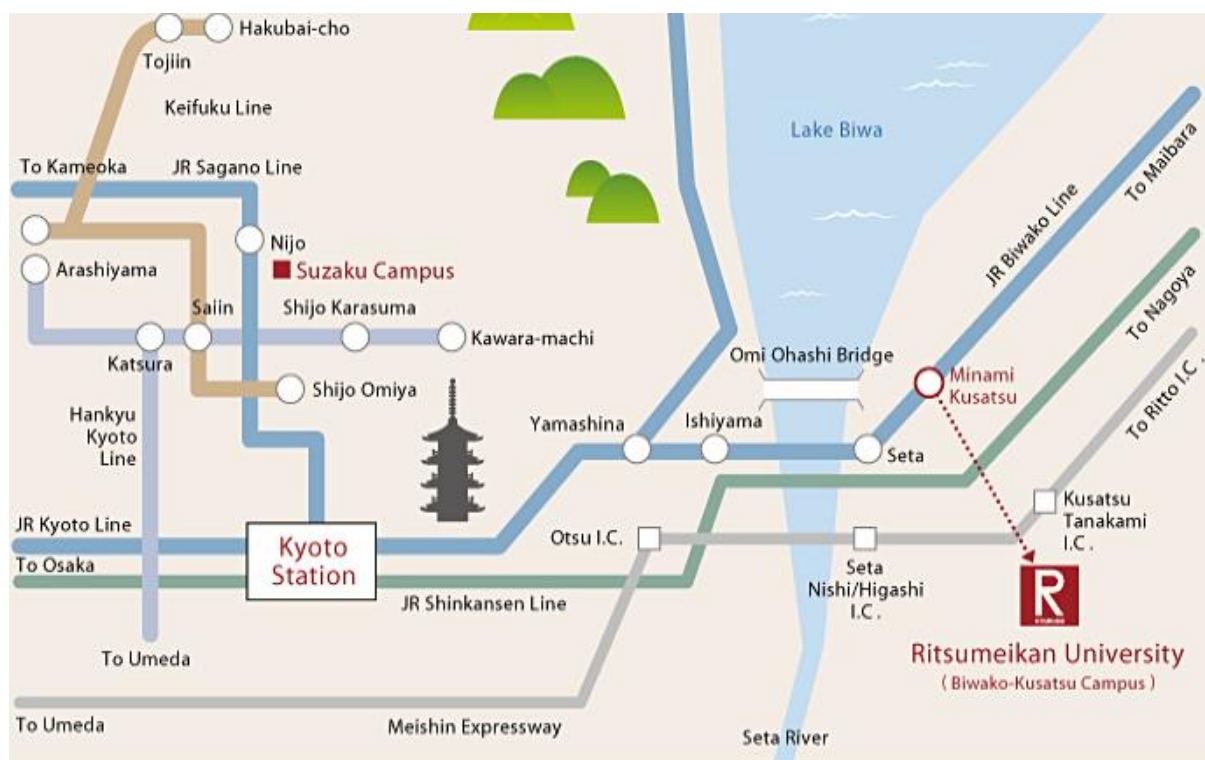 Hakubai-cho
Tojiin
Keifuku Line
To Kameoka
JR Sagano Line
Lake Biwa
To Maibara
JR Biwako Line
Nijo
Suzaku Campus
Arashiyama
Saiin
Shijo Karasuma
Kawara-machi
Katsura
Shijo Omiya
To Nagoya
Omi Ohashi Bridge
Minami
Kusatsu
To Ritto I.C.
Hankyu
Kyoto
Line
Yamashina
Ishiyama
Seta
JR Kyoto Line
Kyoto
Station
To Osaka
JR Shinkansen Line
Otsu I.C.
Seta
Nishi/Higashi
I.C.
Kusatsu
Tanakami
I.C.
R
Ritsumeikan University
( Biwako-Kusatsu Campus )
To Umeda
To Umeda
Meishin Expressway
Seta River